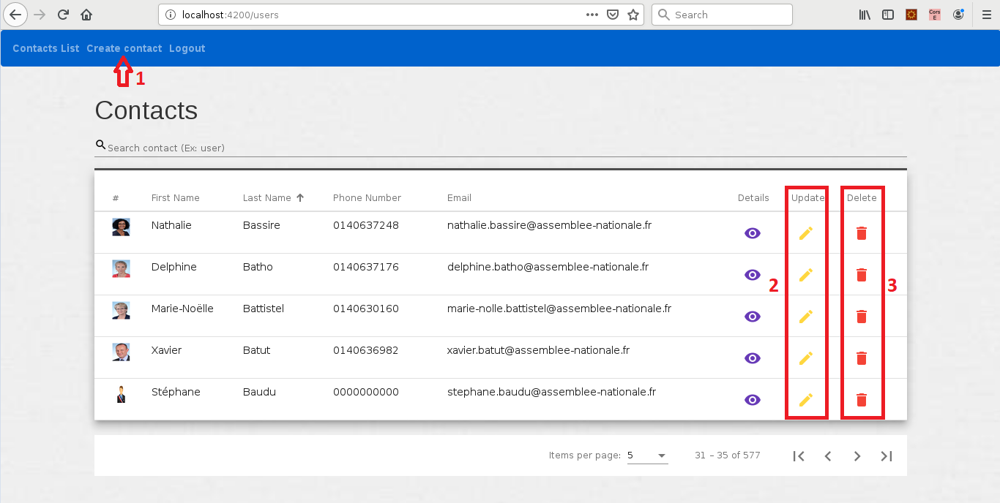 localhost:4200/users
Search
Cors E
Contacts List Create contact Logout
1
Contacts
Search contact (Ex: user)
# First Name Last Name Phone Number Email Details Update Delete
Nathalie Bassire 0140637248 nathalie.bassire@assemblee-nationale.fr
Delphine Batho 0140637176 delphine.batho@assemblee-nationale.fr
2 3
Marie-Noëlle Battistel 0140630160 marie-nolle.battistel@assemblee-nationale.fr
Xavier Batut 0140636982 xavier.batut@assemblee-nationale.fr
Stéphane Baudu 0000000000 stephane.baudu@assemblee-nationale.fr
Items per page: 5 31 – 35 of 577